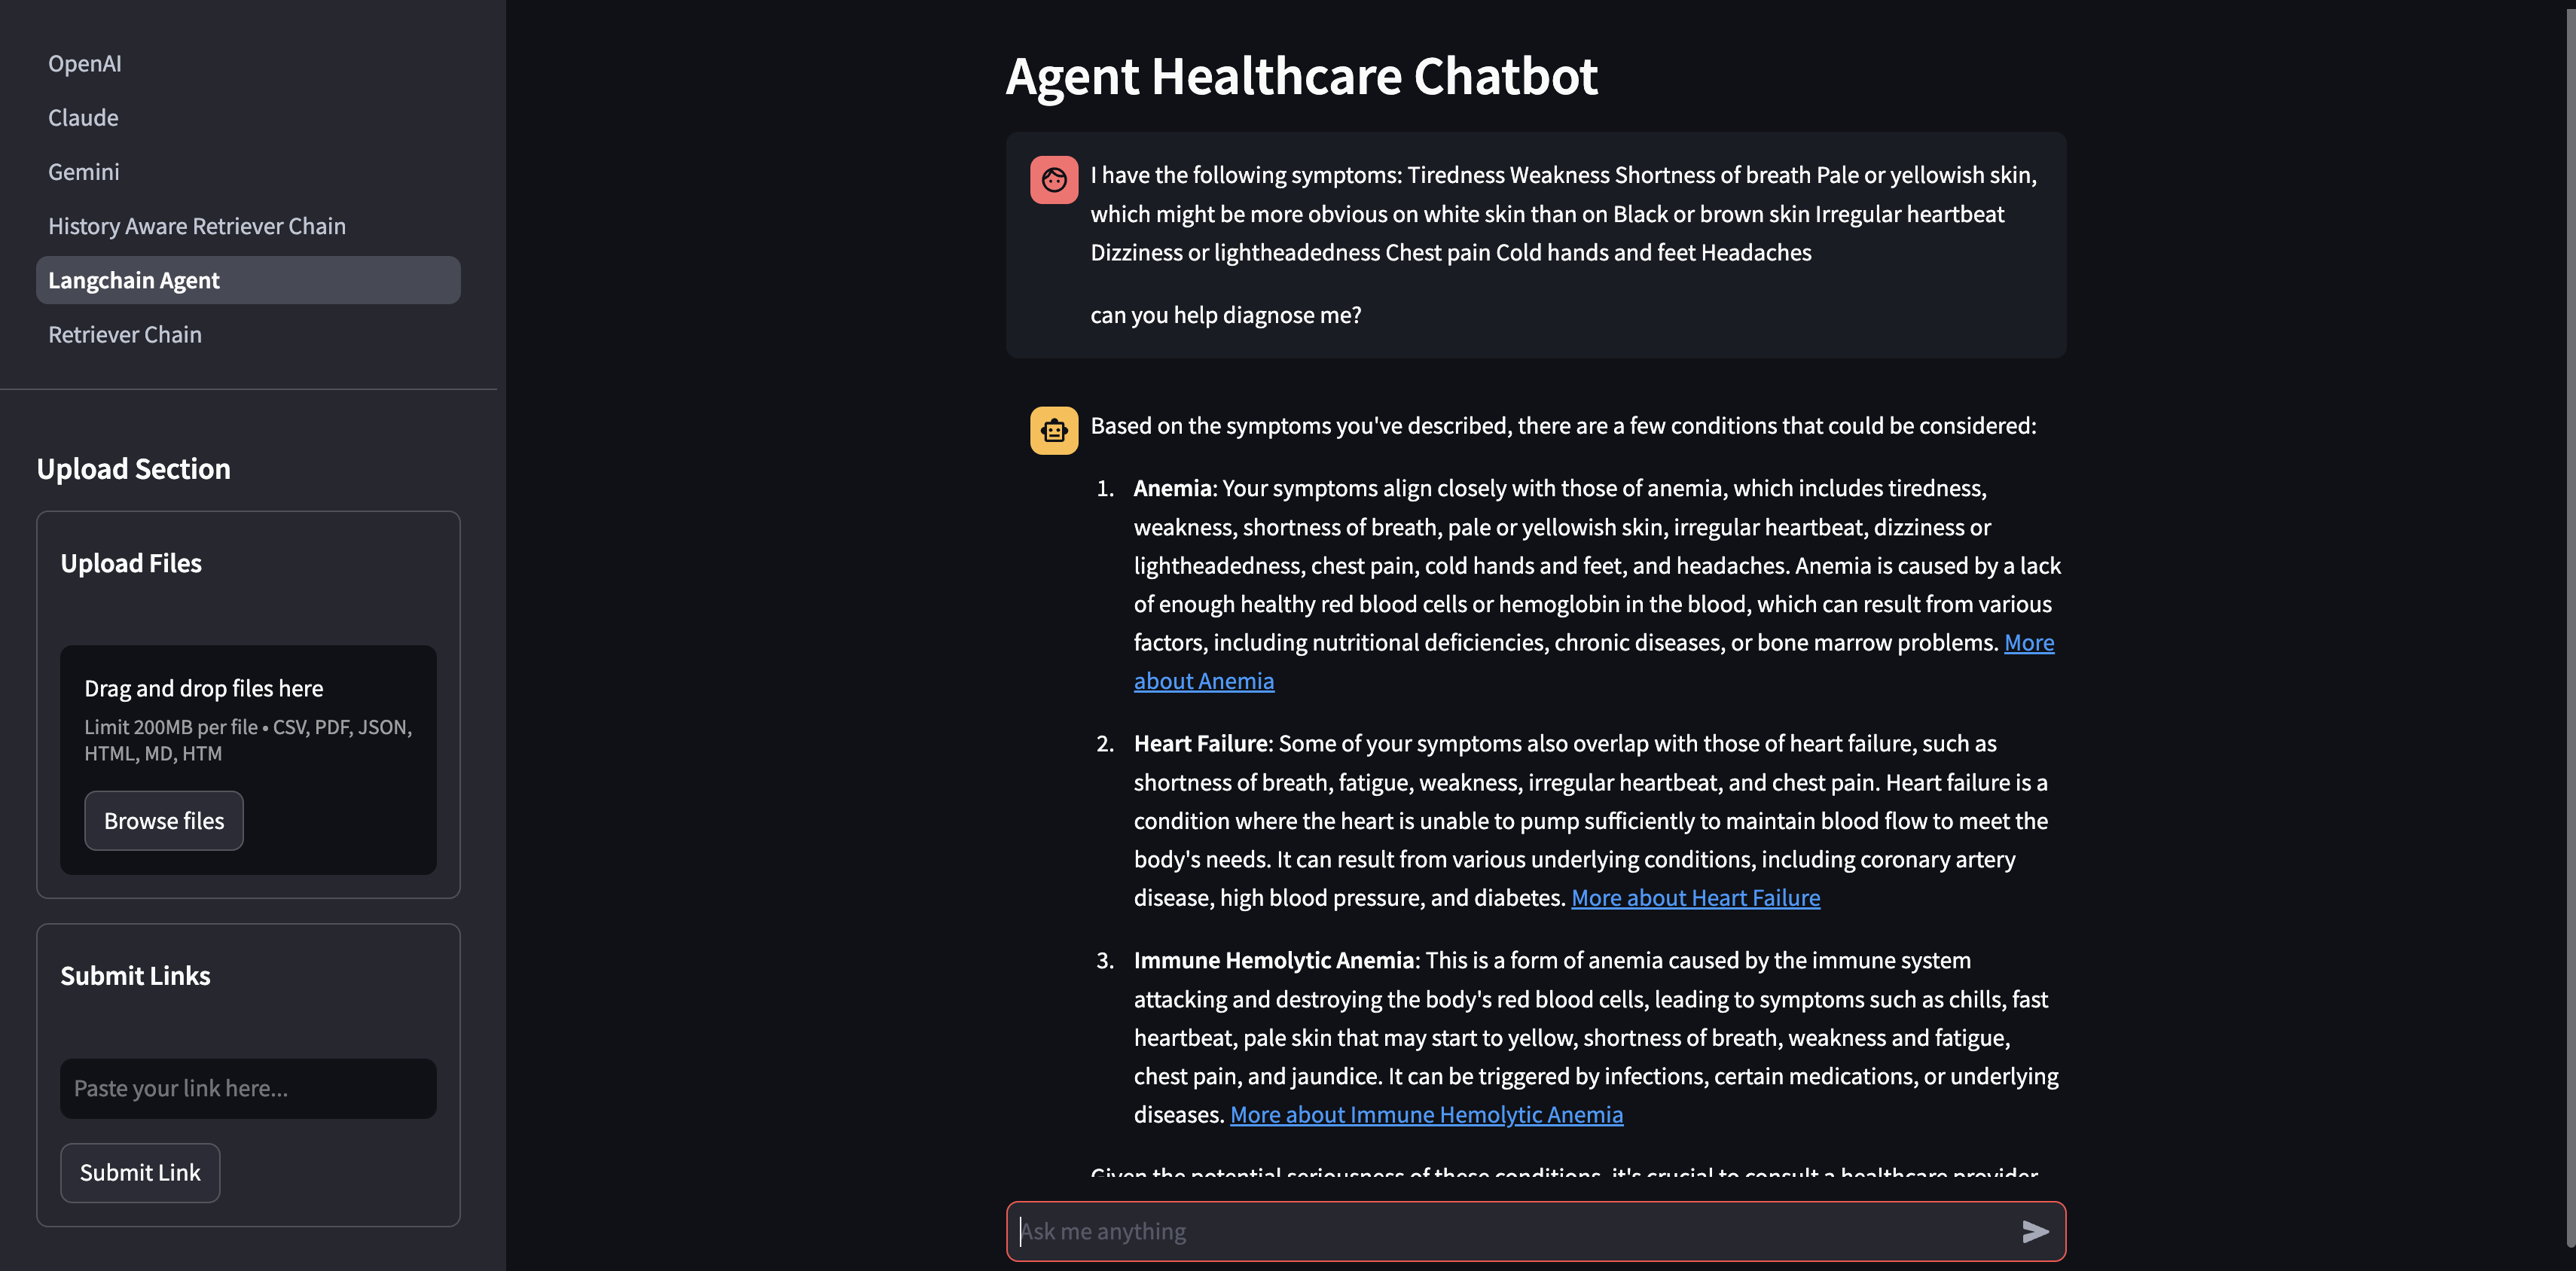 OpenAI
Claude
Gemini
History Aware Retriever Chain
Langchain Agent
Retriever Chain
Upload Section
Upload Files
Drag and drop files here
Limit 200MB per file • CSV, PDF, JSON,
HTML, MD, HTM
Browse files
Submit Links
Paste your link here...
Submit Link
Agent Healthcare Chatbot
I have the following symptoms: Tiredness Weakness Shortness of breath Pale or yellowish skin,
which might be more obvious on white skin than on Black or brown skin Irregular heartbeat
Dizziness or lightheadedness Chest pain Cold hands and feet Headaches
can you help diagnose me?
Based on the symptoms you've described, there are a few conditions that could be considered:
1. Anemia: Your symptoms align closely with those of anemia, which includes tiredness,
weakness, shortness of breath, pale or yellowish skin, irregular heartbeat, dizziness or
lightheadedness, chest pain, cold hands and feet, and headaches. Anemia is caused by a lack
of enough healthy red blood cells or hemoglobin in the blood, which can result from various
factors, including nutritional deficiencies, chronic diseases, or bone marrow problems. More
about Anemia
2. Heart Failure: Some of your symptoms also overlap with those of heart failure, such as
shortness of breath, fatigue, weakness, irregular heartbeat, and chest pain. Heart failure is a
condition where the heart is unable to pump sufficiently to maintain blood flow to meet the
body's needs. It can result from various underlying conditions, including coronary artery
disease, high blood pressure, and diabetes. More about Heart Failure
3. Immune Hemolytic Anemia: This is a form of anemia caused by the immune system
attacking and destroying the body's red blood cells, leading to symptoms such as chills, fast
heartbeat, pale skin that may start to yellow, shortness of breath, weakness and fatigue,
chest pain, and jaundice. It can be triggered by infections, certain medications, or underlying
diseases. More about Immune Hemolytic Anemia
Given the potential seriousness of these conditions, it's crucial to consult a healthcare provider
Ask me anything